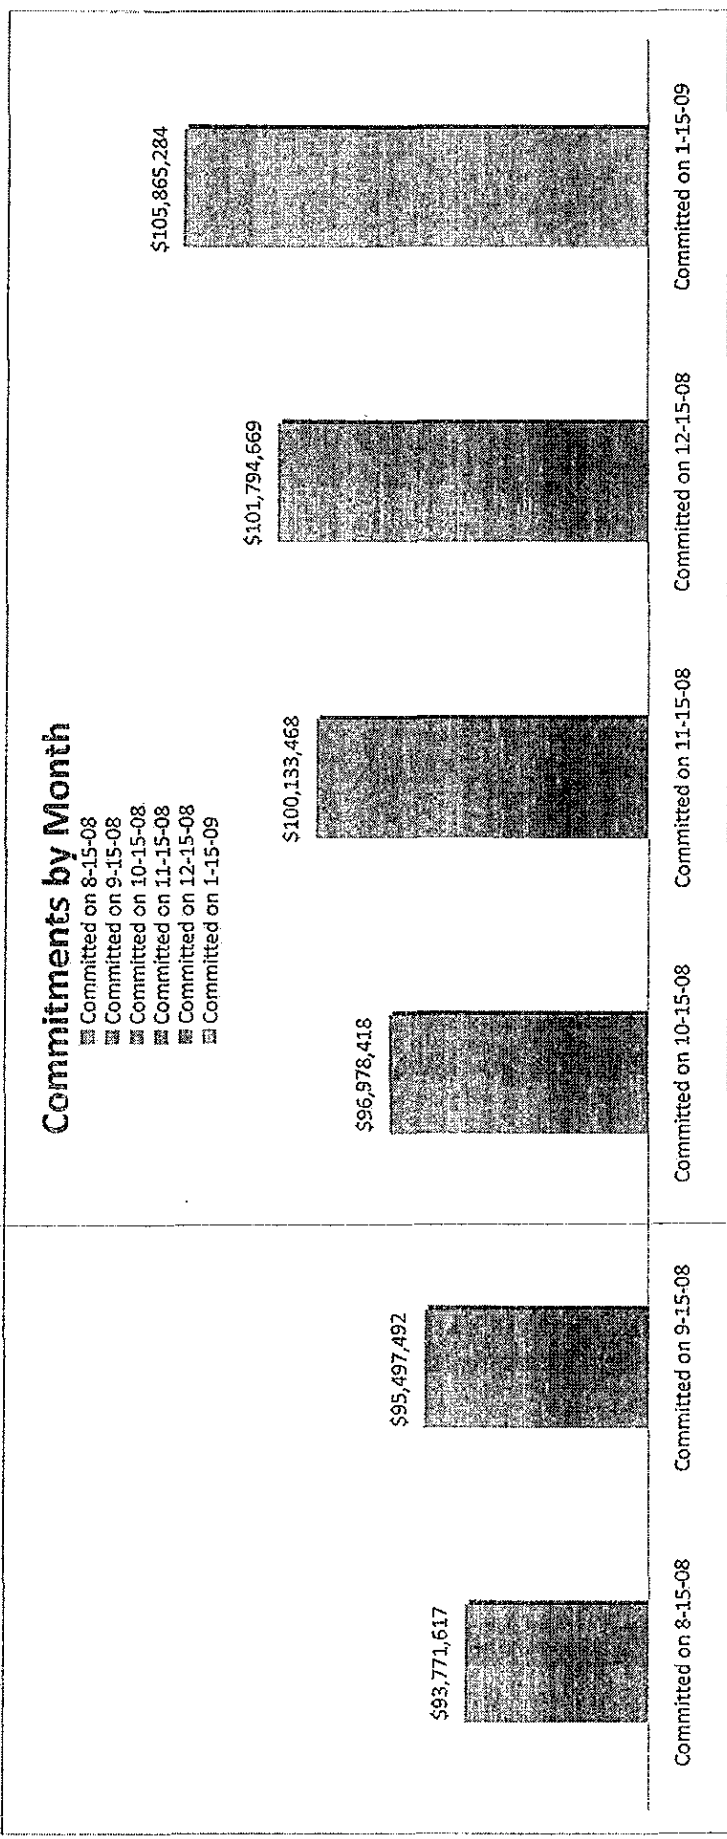 Commitments by Month
Committed on 8-15-08
Committed on 9-15-08
Committed on 10-15-08
Committed on 11-15-08
Committed on 12-15-08
Committed on 1-15-09
$93,771,617
$95,497,492
$96,978,418
$100,133,468
$101,794,669
$105,865,284
Committed on 8-15-08
Committed on 9-15-08
Committed on 10-15-08
Committed on 11-15-08
Committed on 12-15-08
Committed on 1-15-09